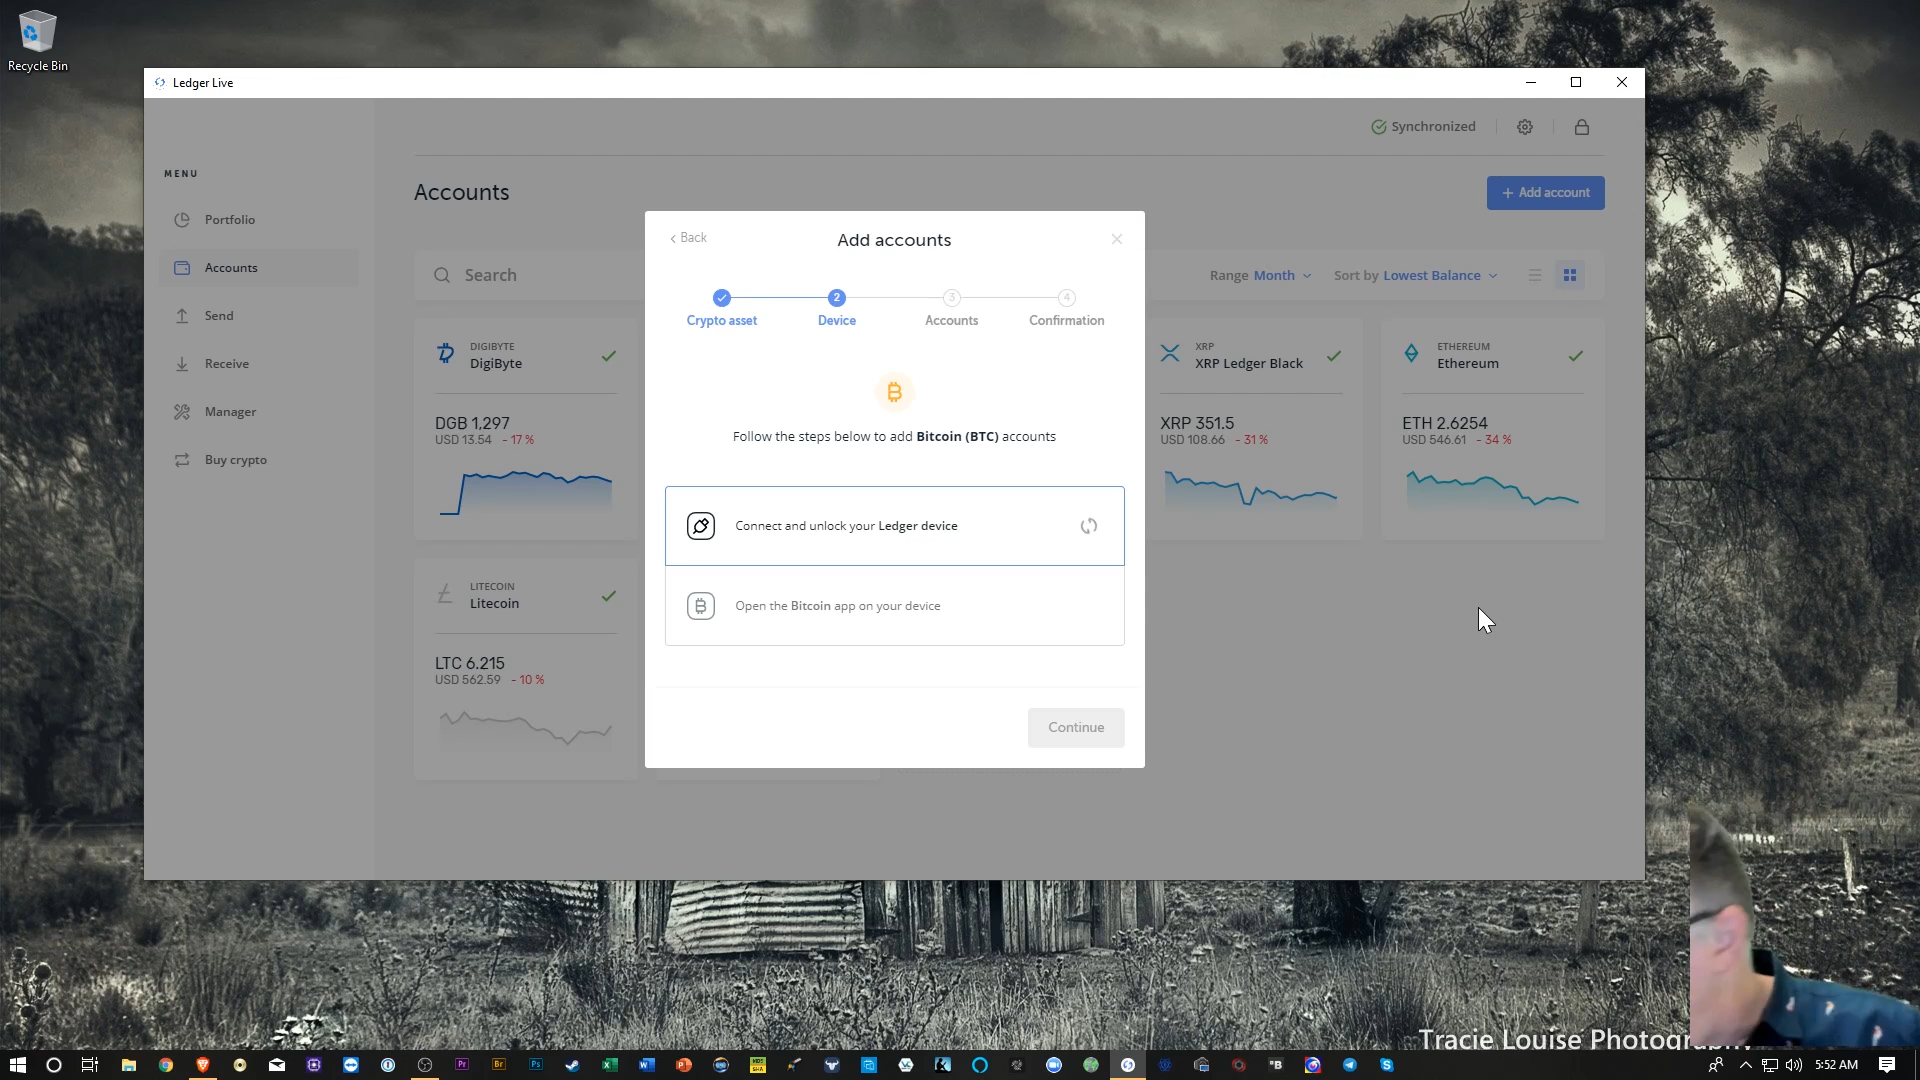 Recycle Bin
Ledger Live
Synchronized
MENU
Portfolio
Accounts
Send
Receive
Manager
Buy crypto
Accounts
+ Add account
Search
Range Month
Sort by Lowest Balance
DIGIBYTE
DigiByte
DGB 1,297
USD 13.54 - 17 %
XRP
XRP Ledger Black
XRP 351.5
USD 108.66 - 31 %
ETHEREUM
Ethereum
ETH 2.6254
USD 546.61 - 34 %
LITECOIN
Litecoin
LTC 6.215
USD 562.59 - 10 %
Back
Add accounts
2
3
4
Crypto asset
Device
Accounts
Confirmation
Follow the steps below to add Bitcoin (BTC) accounts
Connect and unlock your Ledger device
Open the Bitcoin app on your device
Continue
Tracie Louise Photography
5:52 AM